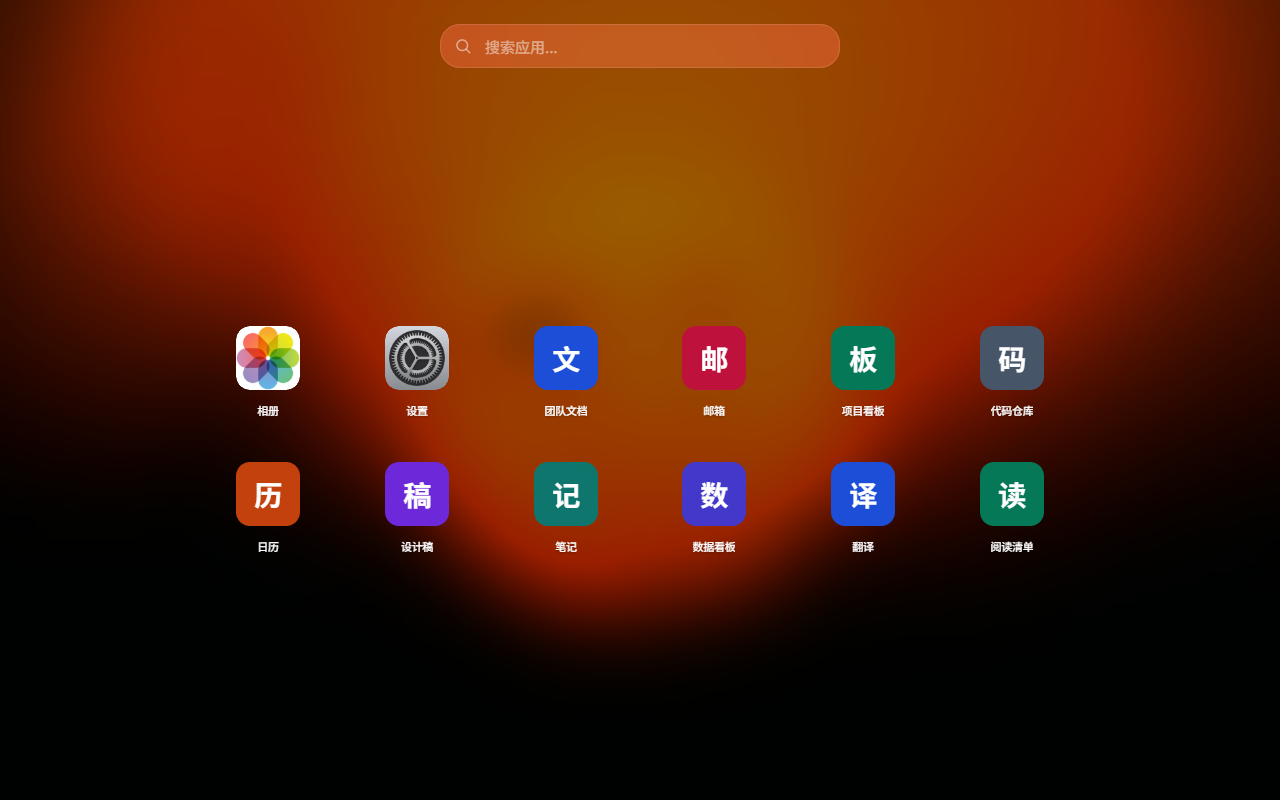 搜索应用...
相册
设置
文
团队文档
邮
邮箱
板
项目看板
码
代码仓库
历
日历
稿
设计稿
记
笔记
数
数据看板
译
翻译
读
阅读清单